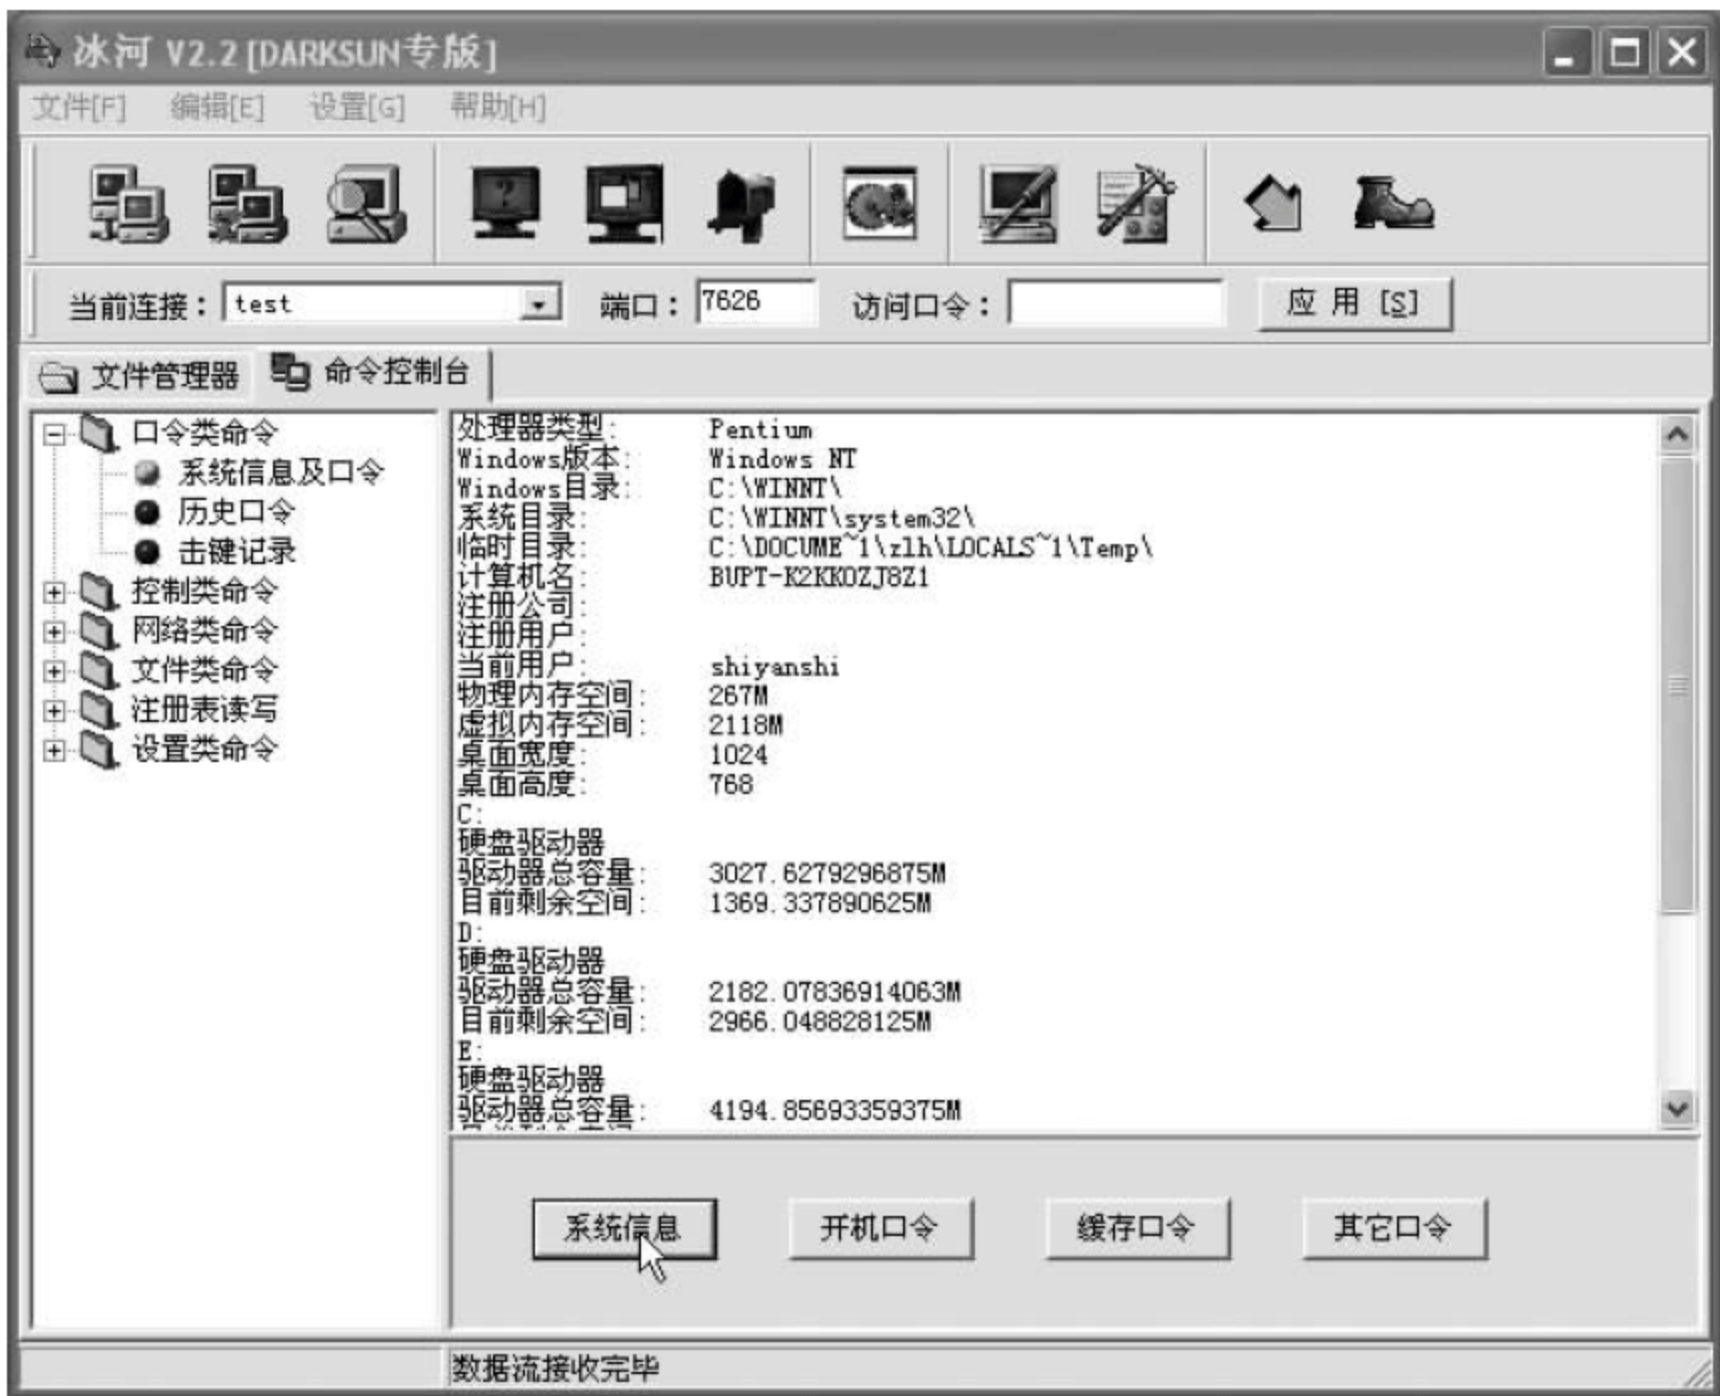 冰河 V2.2 [DARKSUN专版]
文件[F] 编辑[E] 设置[G] 帮助[H]
当前连接： test 端口： 7626 访问口令： 应 用 [S]
文件管理器 命令控制台
口令类命令
系统信息及口令
历史口令
击键记录
控制类命令
网络类命令
文件类命令
注册表读写
设置类命令
处理器类型: Pentium
Windows版本: Windows NT
Windows目录: C:\WINNT\
系统目录: C:\WINNT\system32\
临时目录: C:\DOCUME~1\zlh\LOCALS~1\Temp\
计算机名: BUPT-K2KKOZJ8Z1
注册公司:
注册用户:
当前用户: shiyanshi
物理内存空间: 267M
虚拟内存空间: 2118M
桌面宽度: 1024
桌面高度: 768
C:
硬盘驱动器
驱动器总容量: 3027.6279296875M
目前剩余空间: 1369.337890625M
D:
硬盘驱动器
驱动器总容量: 2182.07836914063M
目前剩余空间: 2966.048828125M
E:
硬盘驱动器
驱动器总容量: 4194.85693359375M
系统信息 开机口令 缓存口令 其它口令
数据流接收完毕